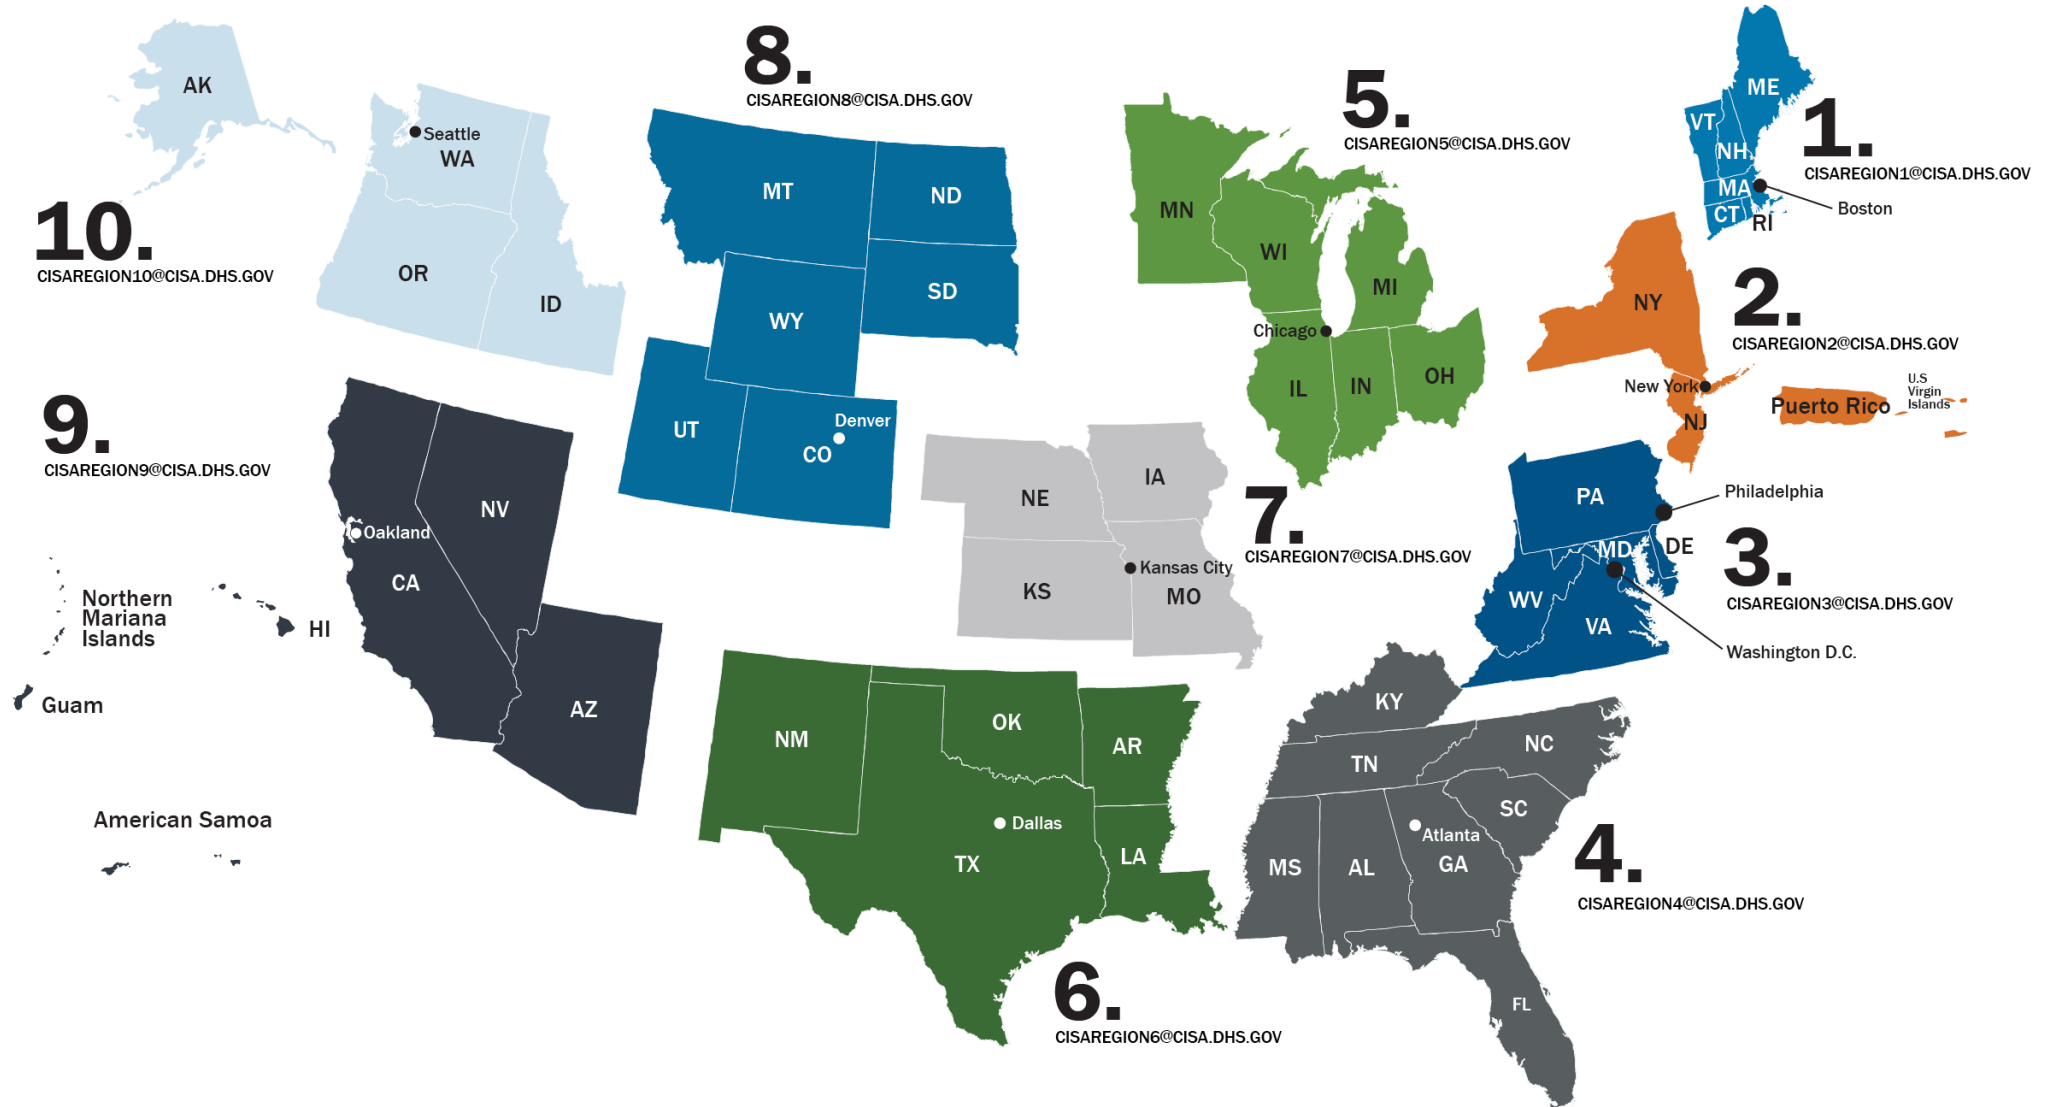 AK
Seattle
WA
OR
ID
10.
CISAREGION10@CISA.DHS.GOV
8.
CISAREGION8@CISA.DHS.GOV
MT
ND
SD
WY
UT
Denver
CO
5.
CISAREGION5@CISA.DHS.GOV
MN
WI
MI
Chicago
IL
IN
OH
ME
VT
NH
MA
CT
RI
Boston
1.
CISAREGION1@CISA.DHS.GOV
NY
2.
CISAREGION2@CISA.DHS.GOV
New York
NJ
Puerto Rico
U.S
Virgin
Islands
9.
CISAREGION9@CISA.DHS.GOV
NV
Oakland
CA
AZ
HI
Northern
Mariana
Islands
Guam
American Samoa
NE
IA
KS
Kansas City
MO
7.
CISAREGION7@CISA.DHS.GOV
PA
Philadelphia
MD
DE
WV
VA
Washington D.C.
3.
CISAREGION3@CISA.DHS.GOV
NM
OK
AR
Dallas
TX
LA
6.
CISAREGION6@CISA.DHS.GOV
KY
TN
NC
SC
MS
AL
Atlanta
GA
FL
4.
CISAREGION4@CISA.DHS.GOV